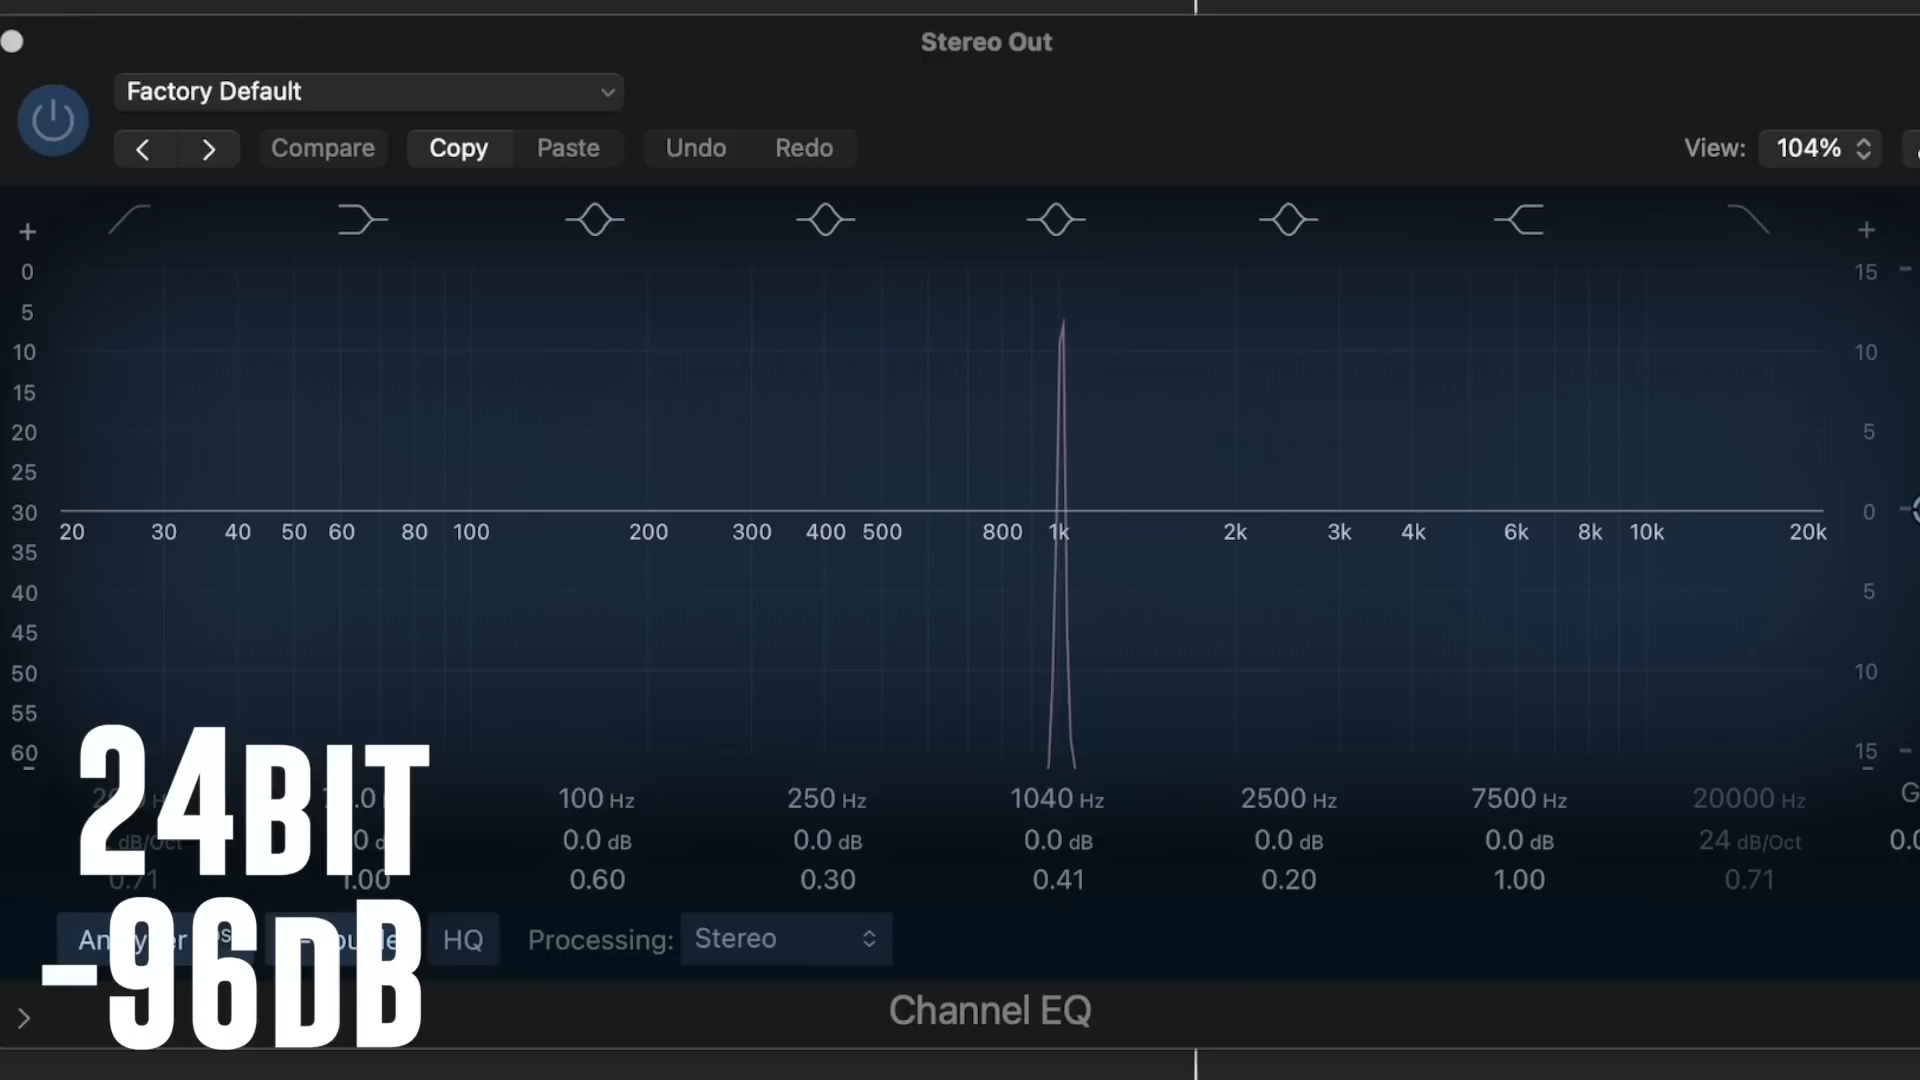 Stereo Out
Factory Default
Compare Copy Paste Undo Redo View: 104%
+ +
0 15
5
10 10
15
20 5
25
30 0
20 30 40 50 60 80 100 200 300 400 500 800 1k 2k 3k 4k 6k 8k 10k 20k
35
40 5
45
50 10
55
60 15
100 Hz 250 Hz 1040 Hz 2500 Hz 7500 Hz 20000 Hz
dB/Oct 0.0 dB 0.0 dB 0.0 dB 0.0 dB 0.0 dB 24 dB/Oct
0.71 1.00 0.60 0.30 0.41 0.20 1.00 0.71
24BIT
-96DB
HQ Processing: Stereo
Channel EQ